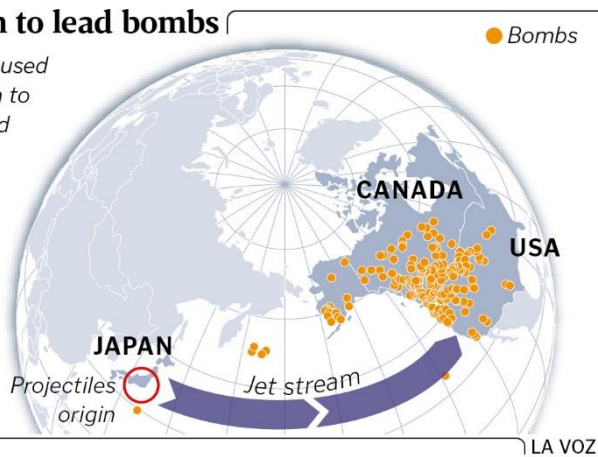 n to lead bombs
used
n to
d
Bombs
CANADA
USA
JAPAN
Projectiles
origin
Jet stream
LA VOZ